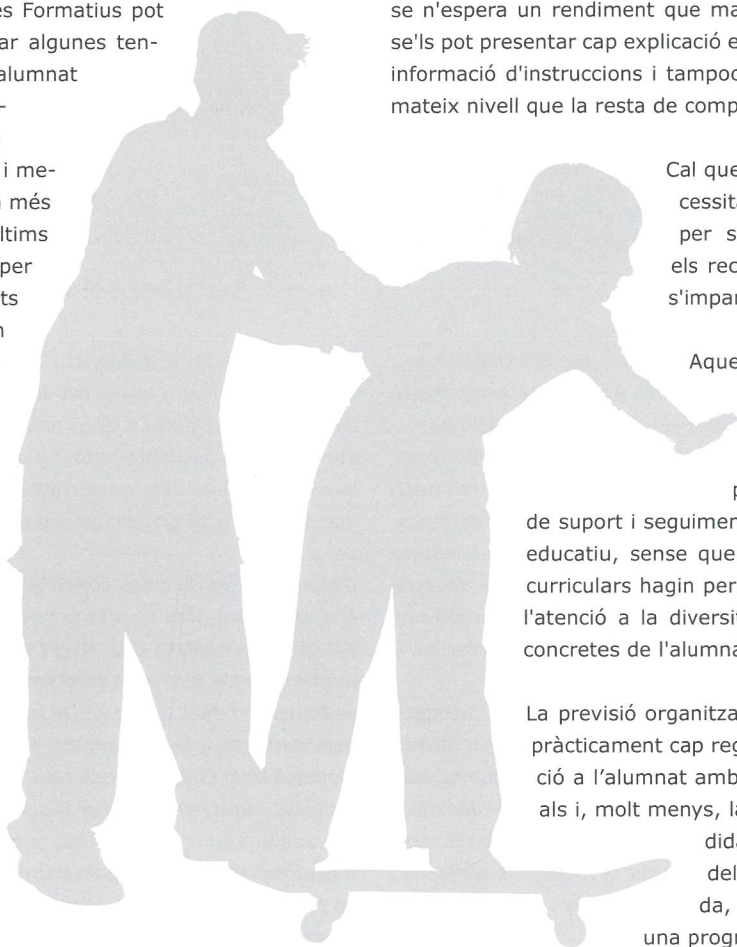 es Formatius pot
ar algunes ten-
alumnat
-
i me-
més
ltims
per
ts
se n'espera un rendiment que ma
se'ls pot presentar cap explicació e
informació d'instruccions i tampoc
mateix nivell que la resta de comp
Cal que
cessita
per s
els rec
s'impar
Aque
p
de suport i seguimen
educatiu, sense que
curriculars hagin per
l'atenció a la diversit
concretes de l'alumna
La previsió organitza
pràcticament cap reg
ció a l'alumnat amb
als i, molt menys, la
dida
del
da,
una progr